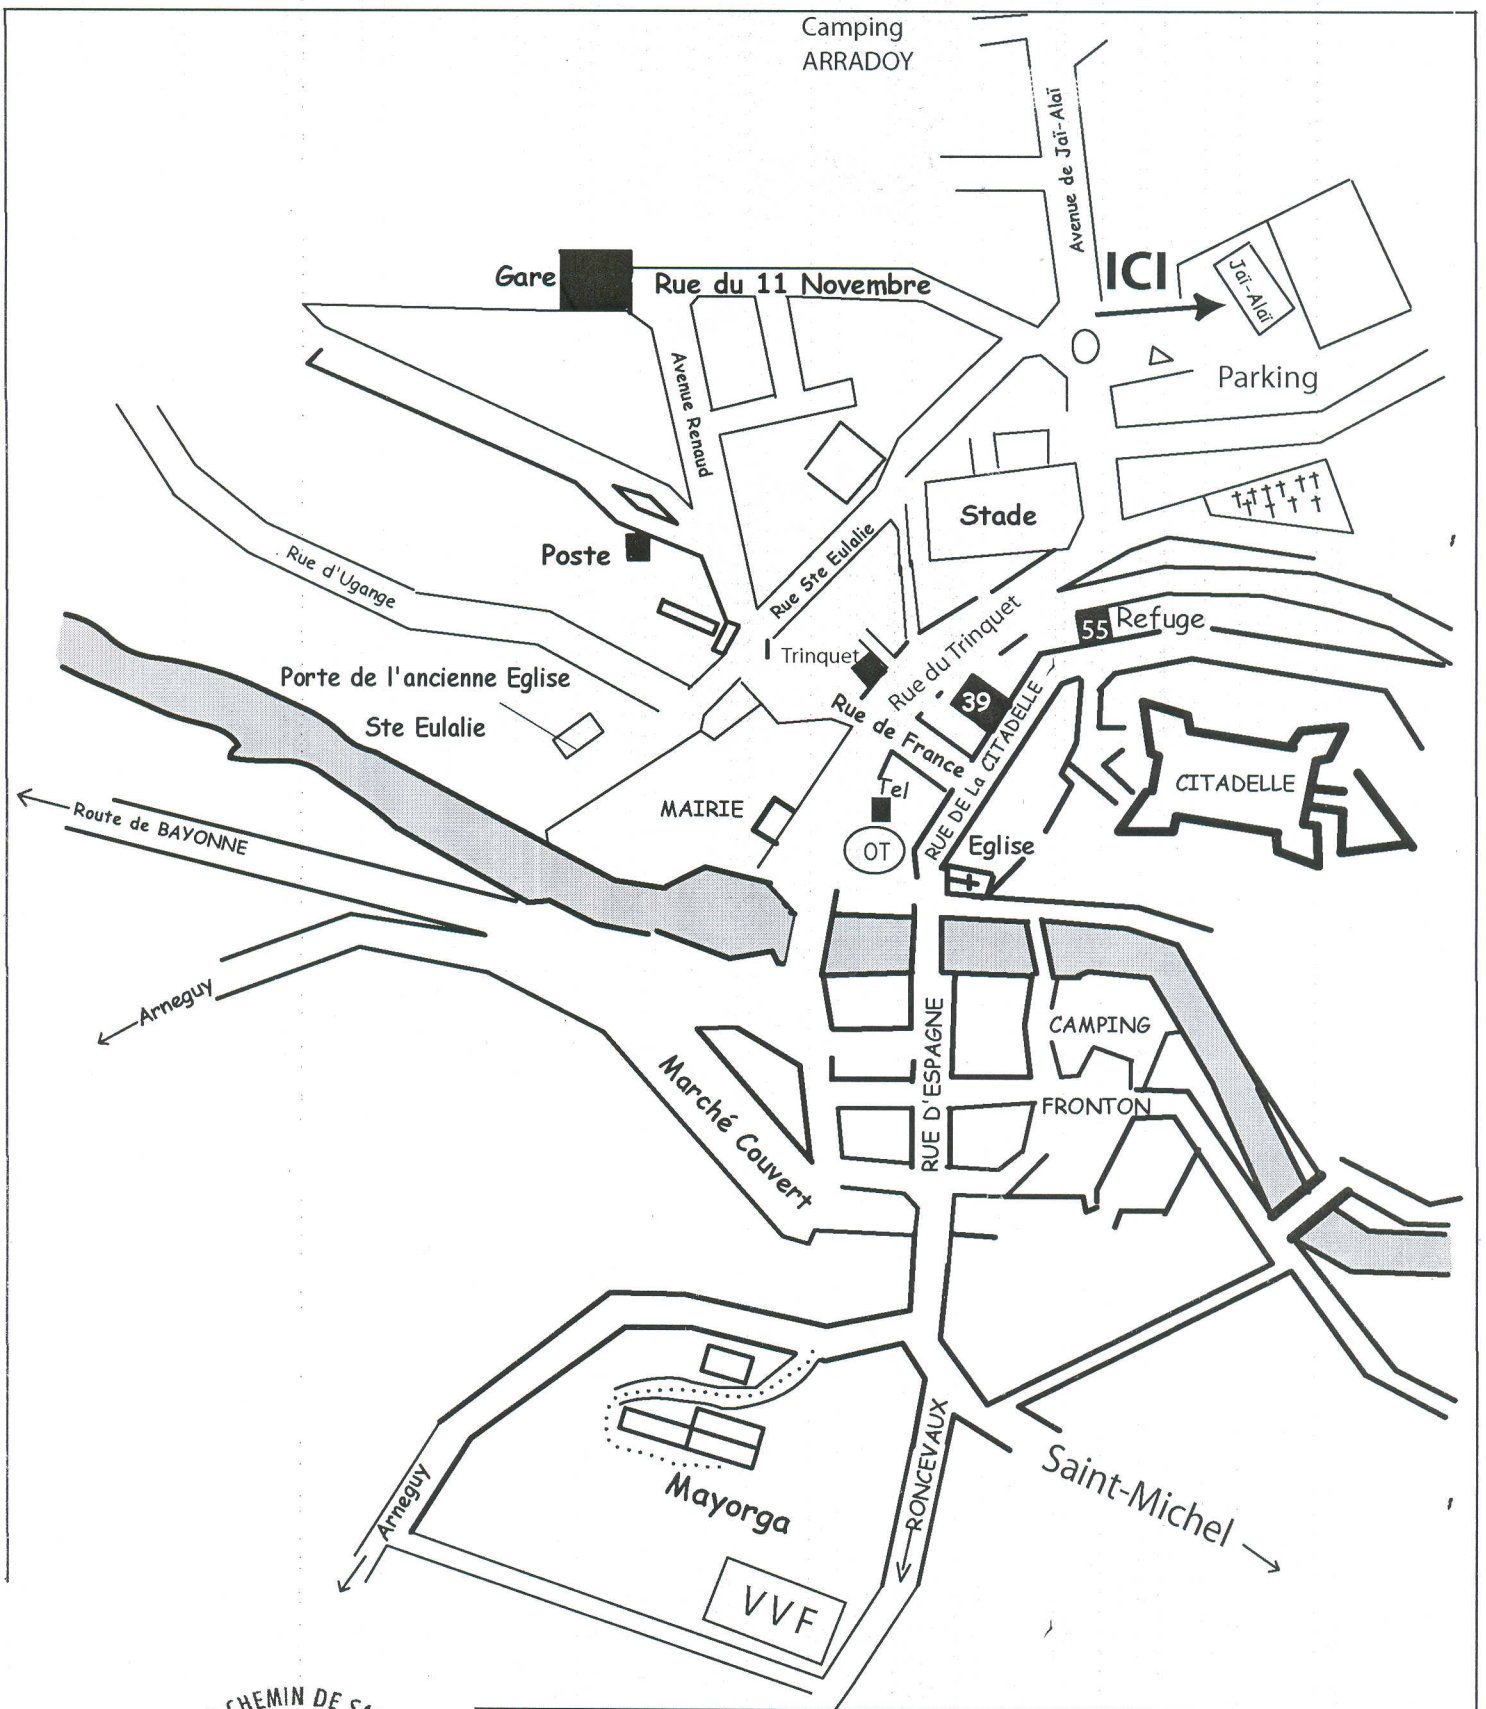 Camping
ARRADOY
Avenue de Jaï-Alaï
ICI
Jaï-Alaï
Gare
Rue du 11 Novembre
Parking
Avenue Renaud
Stade
Poste
Rue Ste Eulalie
Rue d'Ugange
55
Refuge
Trinquet
Rue du Trinquet
Porte de l'ancienne Eglise
Ste Eulalie
39
Rue de France
RUE DE La CITADELLE
CITADELLE
Tel
MAIRIE
Route de BAYONNE
OT
Eglise
Arneguy
CAMPING
RUE D'ESPAGNE
Marché Couvert
FRONTON
RONCEVAUX
Saint-Michel
Arneguy
Mayorga
VVF
CHEMIN DE